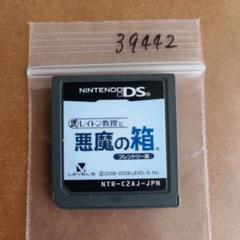 39442
NINTENDO DS
レイトン教授と
悪魔の箱
フレンドリー版
LEVEL5
©2008-2009 LEVEL-5 Inc.
NTR-CZAJ-JPN